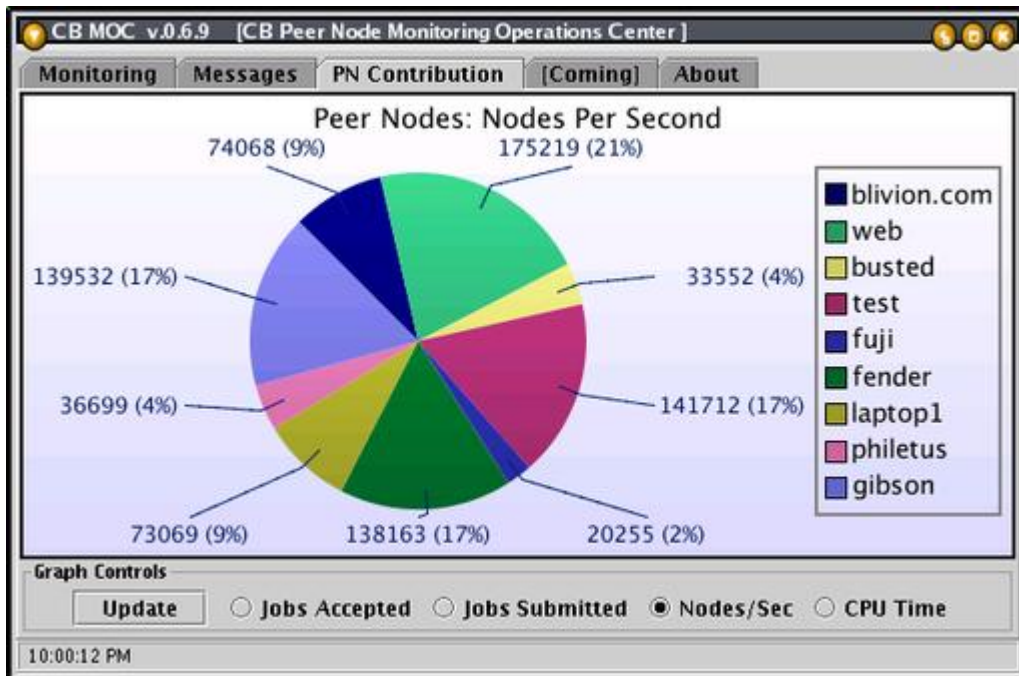 CB MOC v.0.6.9 [CB Peer Node Monitoring Operations Center ]
Monitoring Messages PN Contribution [Coming] About
Peer Nodes: Nodes Per Second
74068 (9%) 175219 (21%)
139532 (17%) 33552 (4%)
36699 (4%) 141712 (17%)
73069 (9%) 138163 (17%) 20255 (2%)
blivion.com
web
busted
test
fuji
fender
laptop1
philetus
gibson
Graph Controls
Update Jobs Accepted Jobs Submitted Nodes/Sec CPU Time
10:00:12 PM